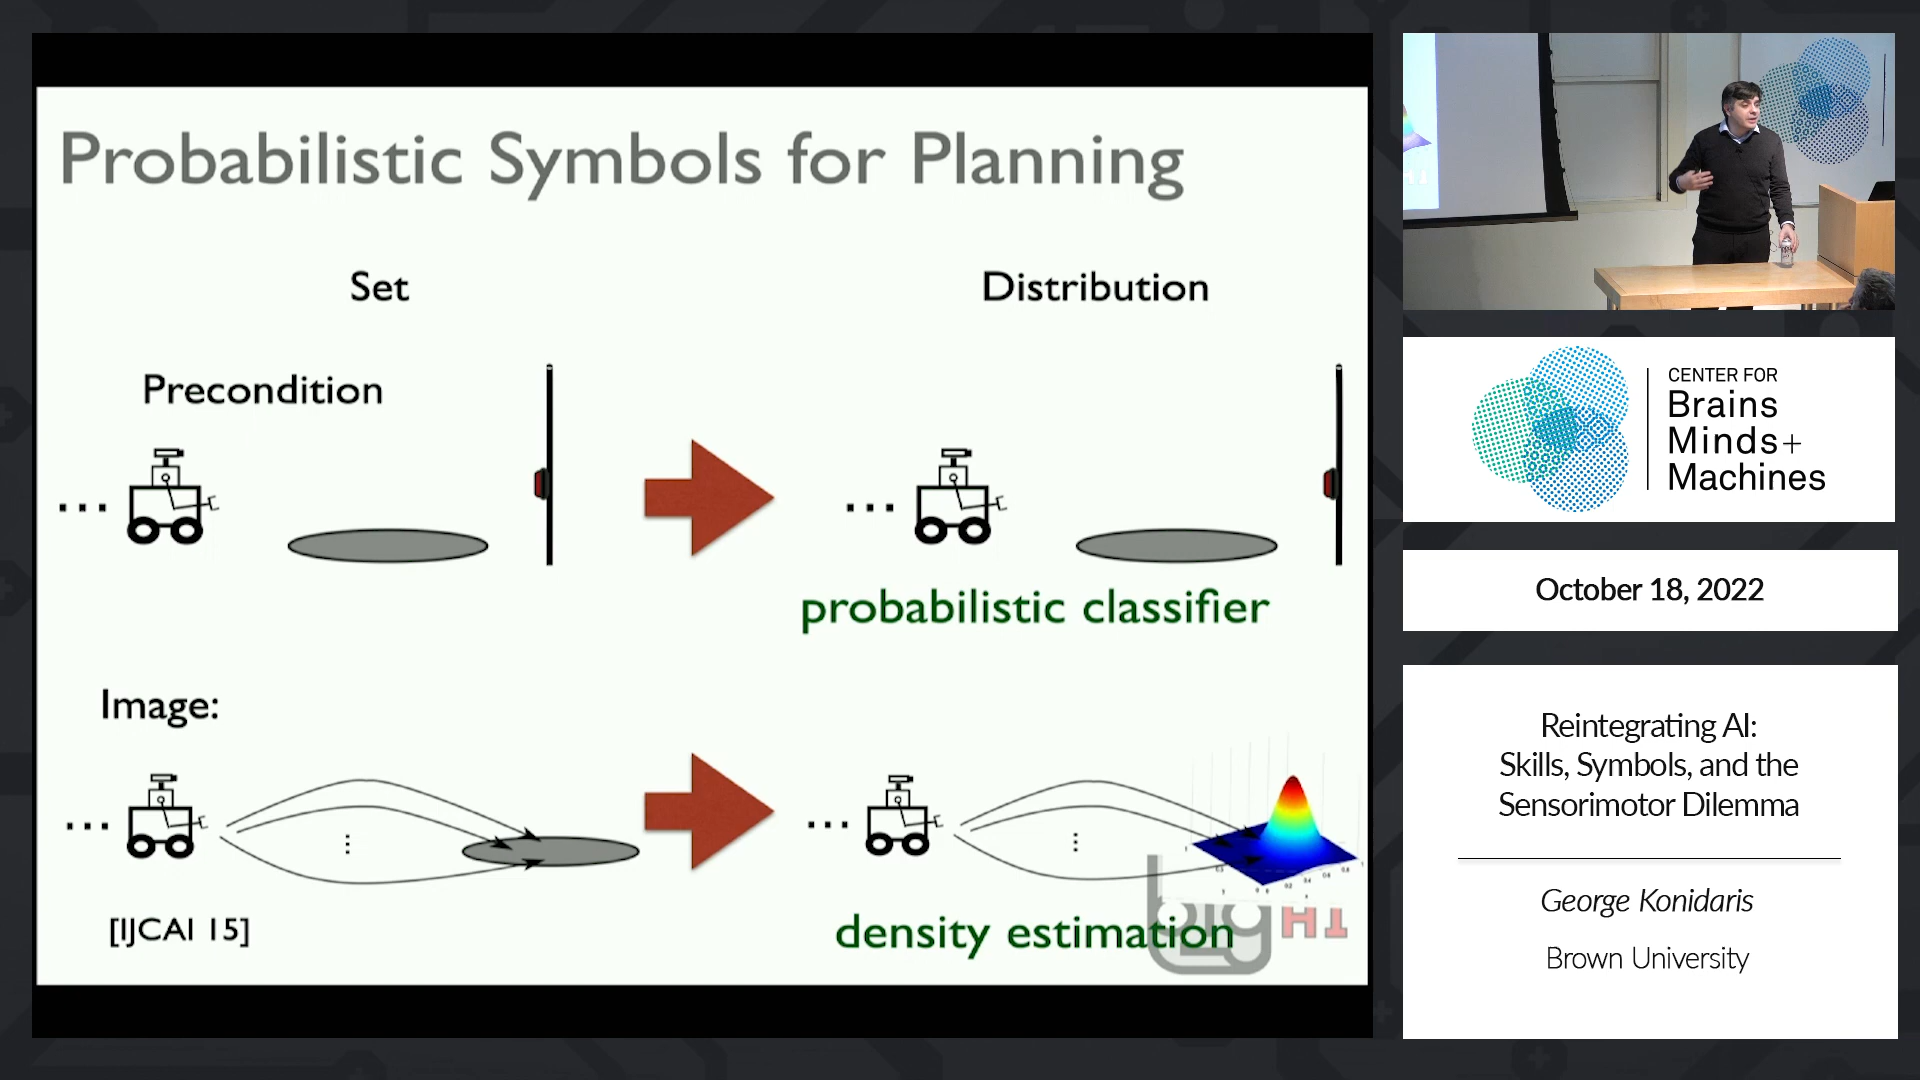 Probabilistic Symbols for Planning
Set
Distribution
Precondition
...
...
probabilistic classifier
Image:
...
...
[IJCAI 15]
density estimation
big
CENTER FOR
Brains
Minds+
Machines
October 18, 2022
Reintegrating AI:
Skills, Symbols, and the
Sensorimotor Dilemma
George Konidaris
Brown University